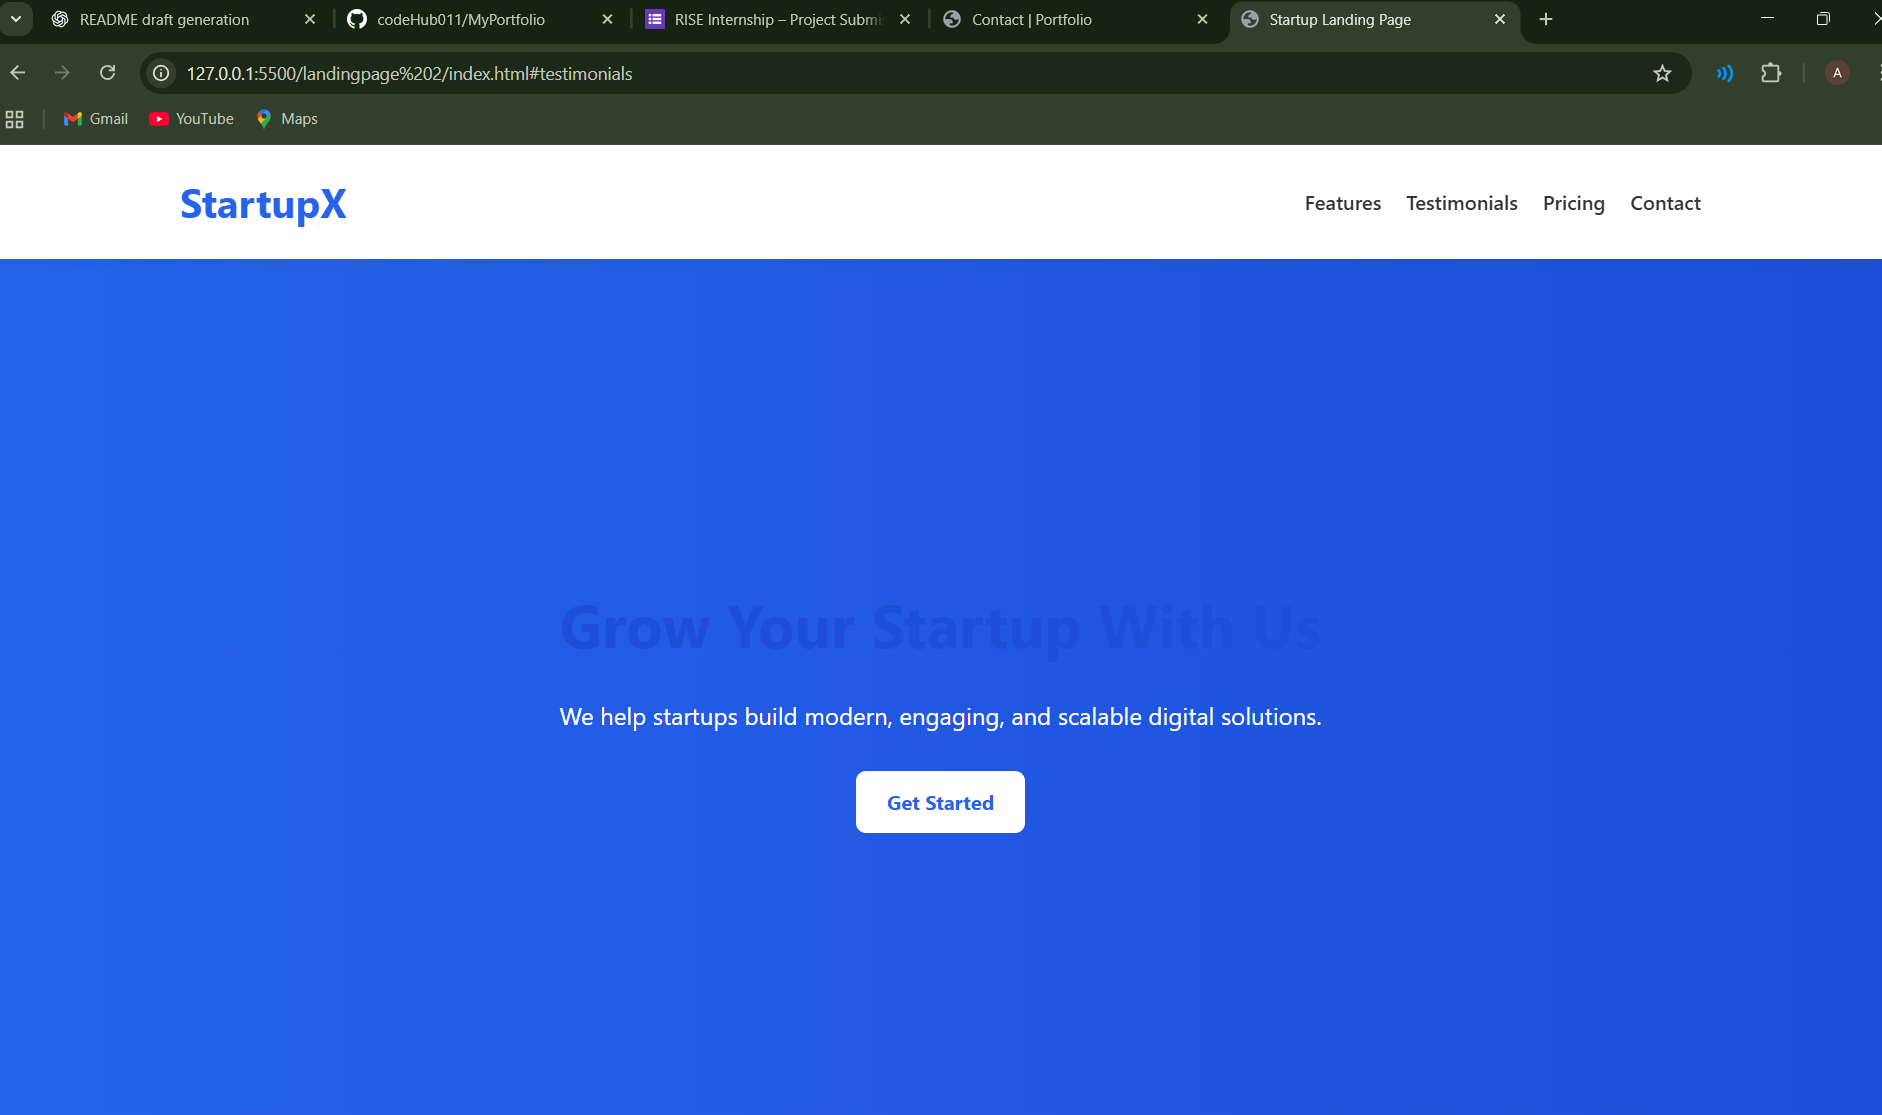 README draft generation
codeHub011/MyPortfolio
RISE Internship – Project Submi
Contact | Portfolio
Startup Landing Page
127.0.0.1:5500/landingpage%202/index.html#testimonials
A
Gmail
YouTube
Maps
StartupX
Features
Testimonials
Pricing
Contact
Grow Your Startup With Us
We help startups build modern, engaging, and scalable digital solutions.
Get Started